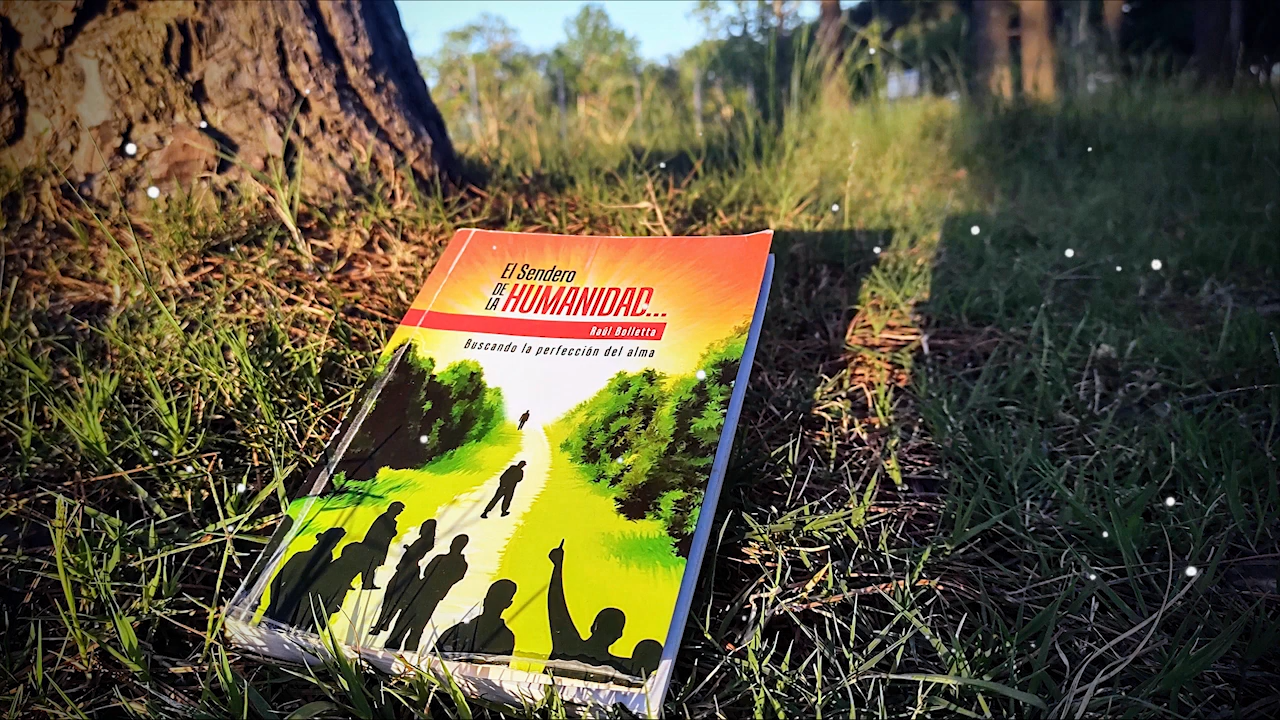 El Sendero
DE
LA HUMANIDAD...
Raúl Bolletta
Buscando la perfección del alma